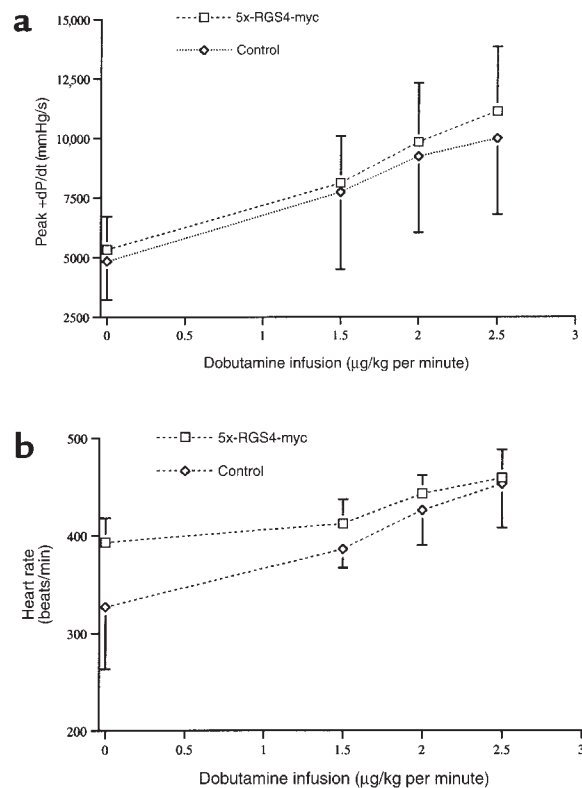 a
5x-RGS4-myc
Control
15,000
12,500
10,000
7500
5000
2500
Peak +dP/dt (mmHg/s)
0 0.5 1 1.5 2 2.5 3
Dobutamine infusion (µg/kg per minute)
b
5x-RGS4-myc
Control
500
400
300
200
Heart rate
(beats/min)
0 0.5 1 1.5 2 2.5 3
Dobutamine infusion (µg/kg per minute)